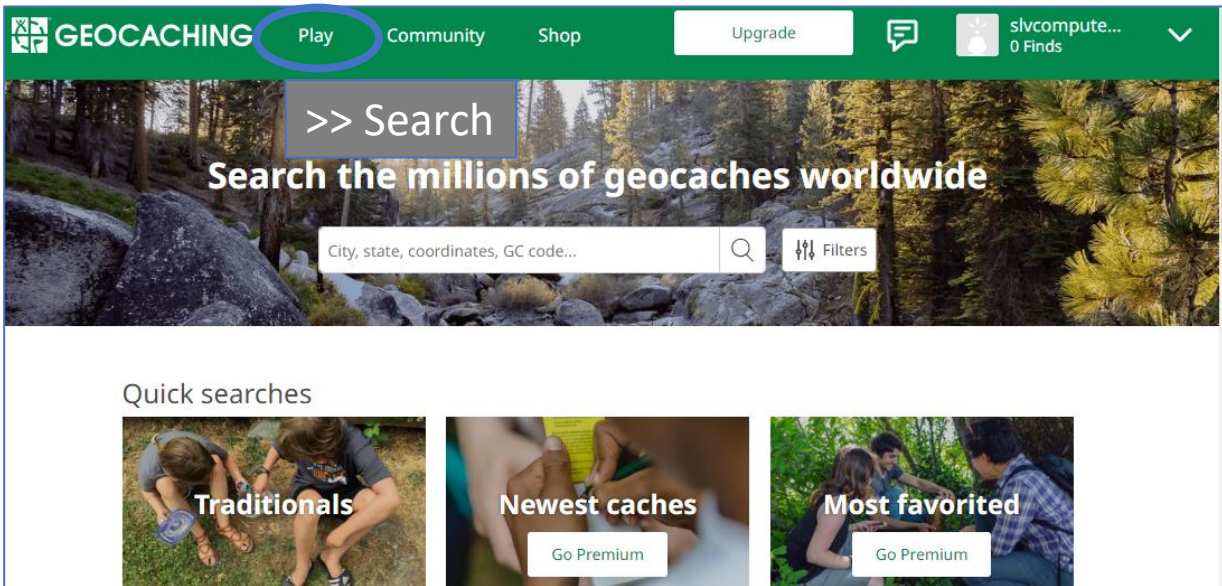 GEOCACHING Play Community Shop Upgrade slvcompute...
0 Finds
>> Search
Search the millions of geocaches worldwide
City, state, coordinates, GC code... Filters
Quick searches
Traditionals Newest caches Most favorited
Go Premium Go Premium